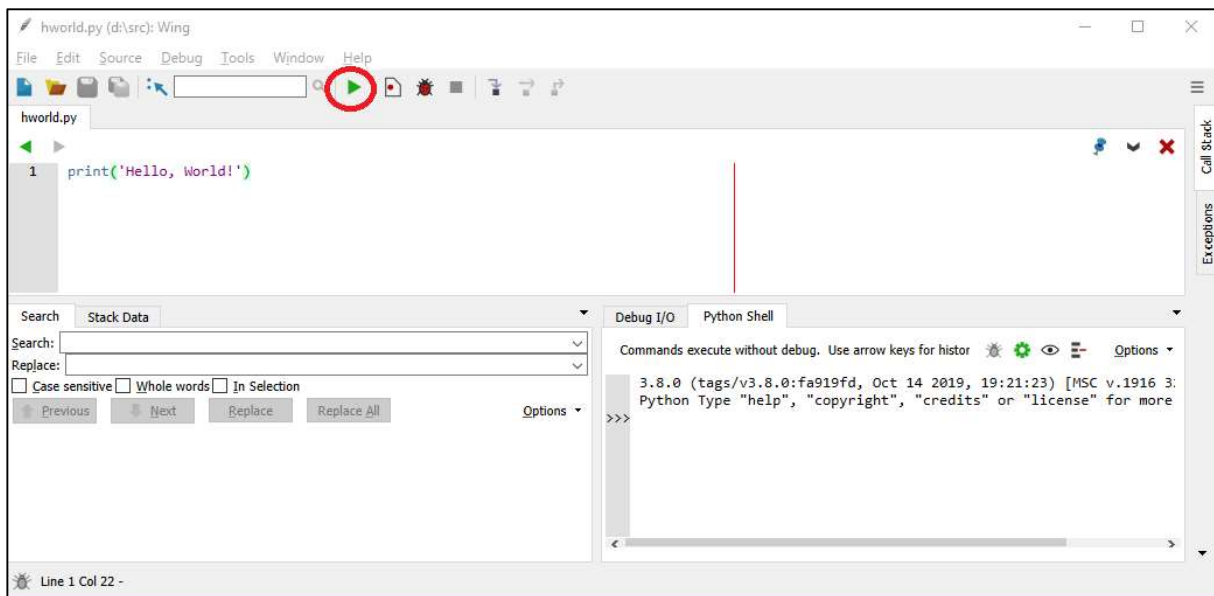 hworld.py (d:\src): Wing
File Edit Source Debug Tools Window Help
hworld.py
1 print('Hello, World!')
Call Stack
Exceptions
Search Stack Data
Search:
Replace:
Case sensitive Whole words In Selection
Previous Next Replace Replace All Options
Debug I/O Python Shell
Commands execute without debug. Use arrow keys for histor Options
3.8.0 (tags/v3.8.0:fa919fd, Oct 14 2019, 19:21:23) [MSC v.1916 3
Python Type "help", "copyright", "credits" or "license" for more
>>>
Line 1 Col 22 -